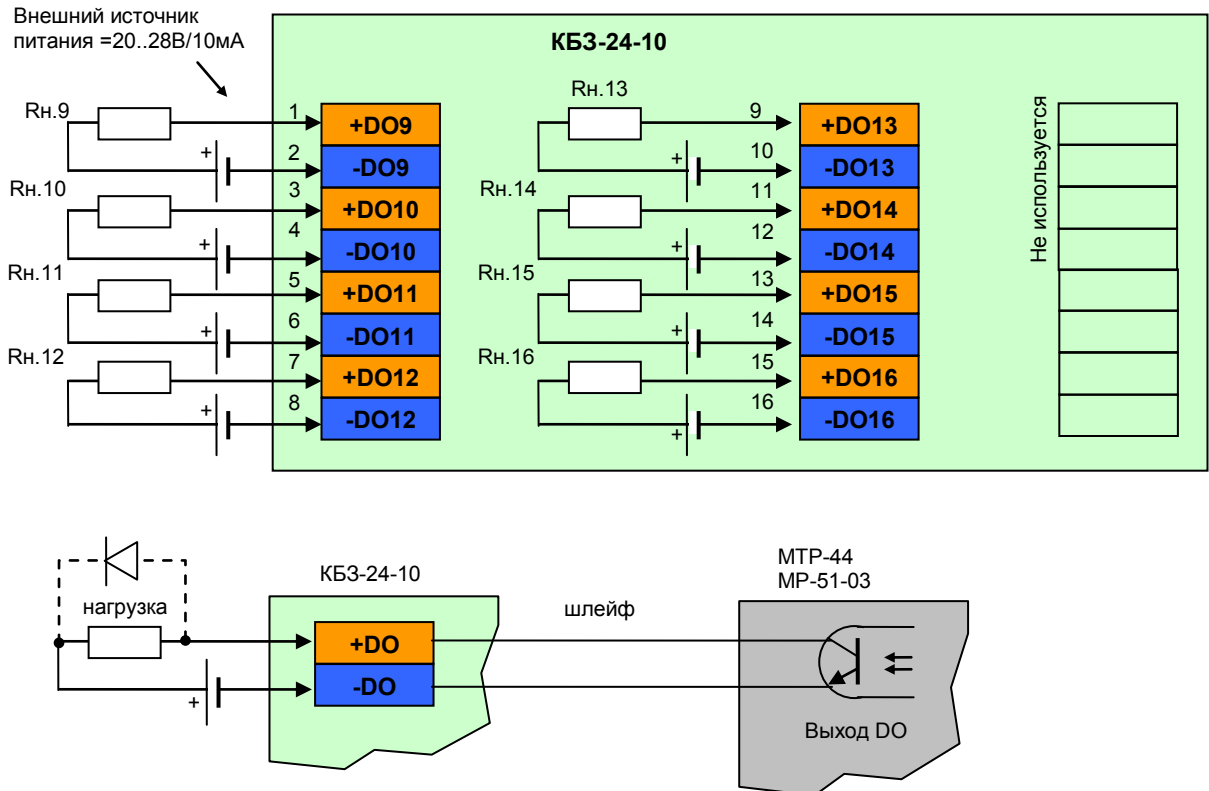 Внешний источник
питания =20..28В/10мА
КБЗ-24-10
Rн.9
1
+DO9
2
-DO9
+
Rн.10
3
+DO10
4
-DO10
+
Rн.11
5
+DO11
6
-DO11
+
Rн.12
7
+DO12
8
-DO12
+
Rн.13
9
+DO13
10
-DO13
+
Rн.14
11
+DO14
12
-DO14
+
Rн.15
13
+DO15
14
-DO15
+
Rн.16
15
+DO16
16
-DO16
+
Не используется
нагрузка
+
КБЗ-24-10
+DO
-DO
шлейф
МТР-44
МР-51-03
Выход DO